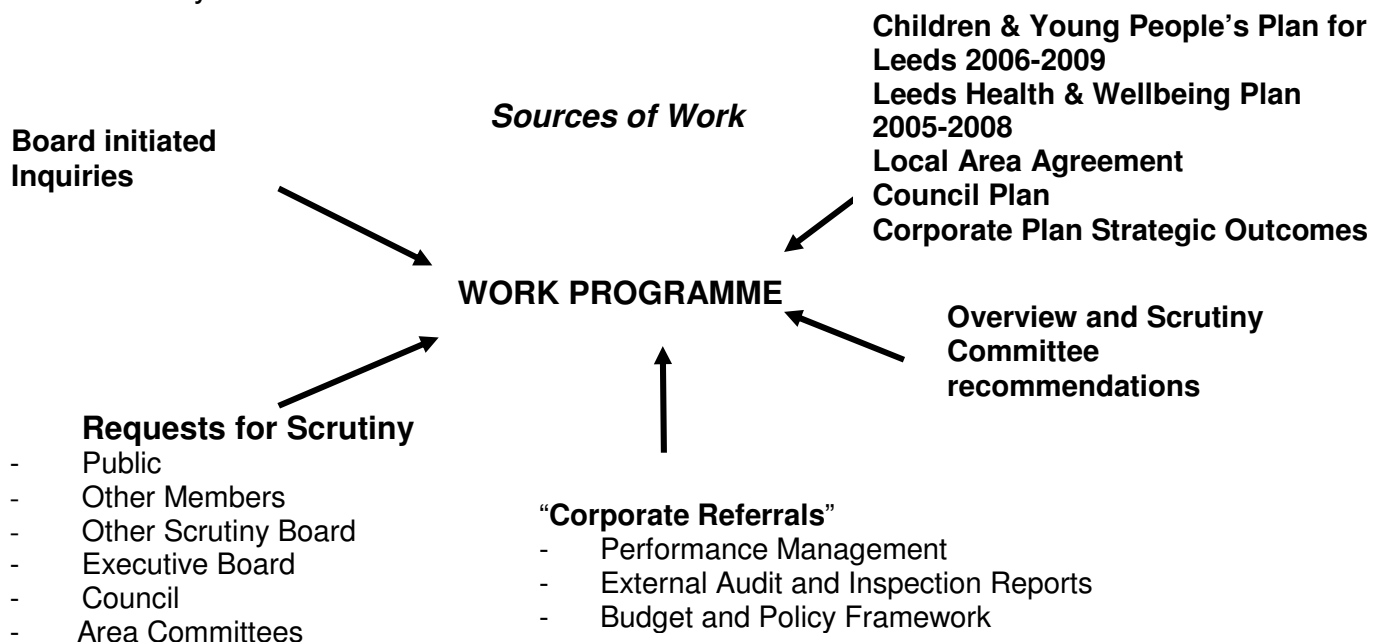 Children & Young People’s Plan for
Leeds 2006-2009
Leeds Health & Wellbeing Plan
2005-2008
Local Area Agreement
Council Plan
Corporate Plan Strategic Outcomes
Sources of Work
Board initiated
Inquiries
WORK PROGRAMME
Overview and Scrutiny
Committee
recommendations
Requests for Scrutiny
- Public
- Other Members
- Other Scrutiny Board
- Executive Board
- Council
- Area Committees
“Corporate Referrals”
- Performance Management
- External Audit and Inspection Reports
- Budget and Policy Framework